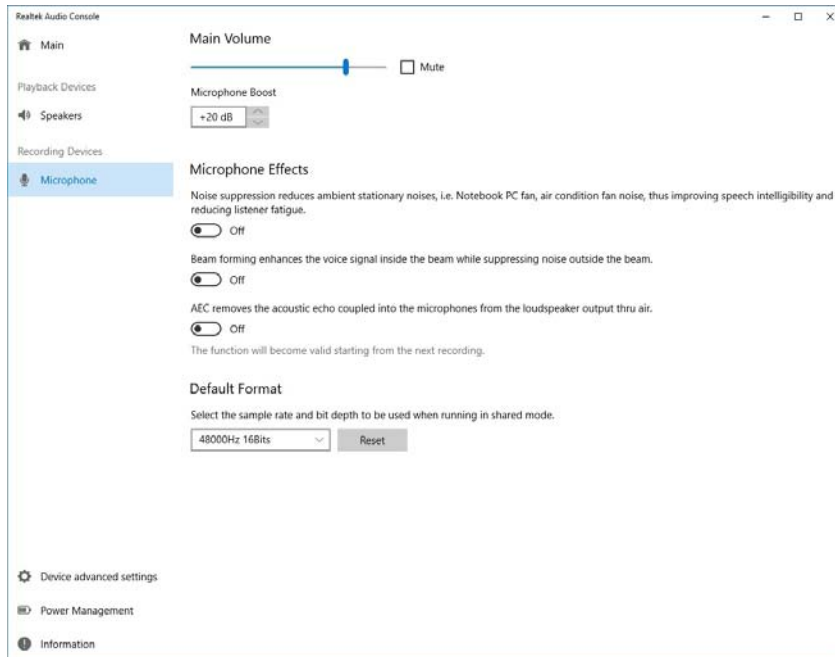 Realtek Audio Console
Main
Playback Devices
Speakers
Recording Devices
Microphone
Device advanced settings
Power Management
Information
Main Volume
Mute
Microphone Boost
+20 dB
Microphone Effects
Noise suppression reduces ambient stationary noises, i.e. Notebook PC fan, air condition fan noise, thus improving speech intelligibility and
reducing listener fatigue.
Off
Beam forming enhances the voice signal inside the beam while suppressing noise outside the beam.
Off
AEC removes the acoustic echo coupled into the microphones from the loudspeaker output thru air.
Off
The function will become valid starting from the next recording.
Default Format
Select the sample rate and bit depth to be used when running in shared mode.
48000Hz 16Bits
Reset